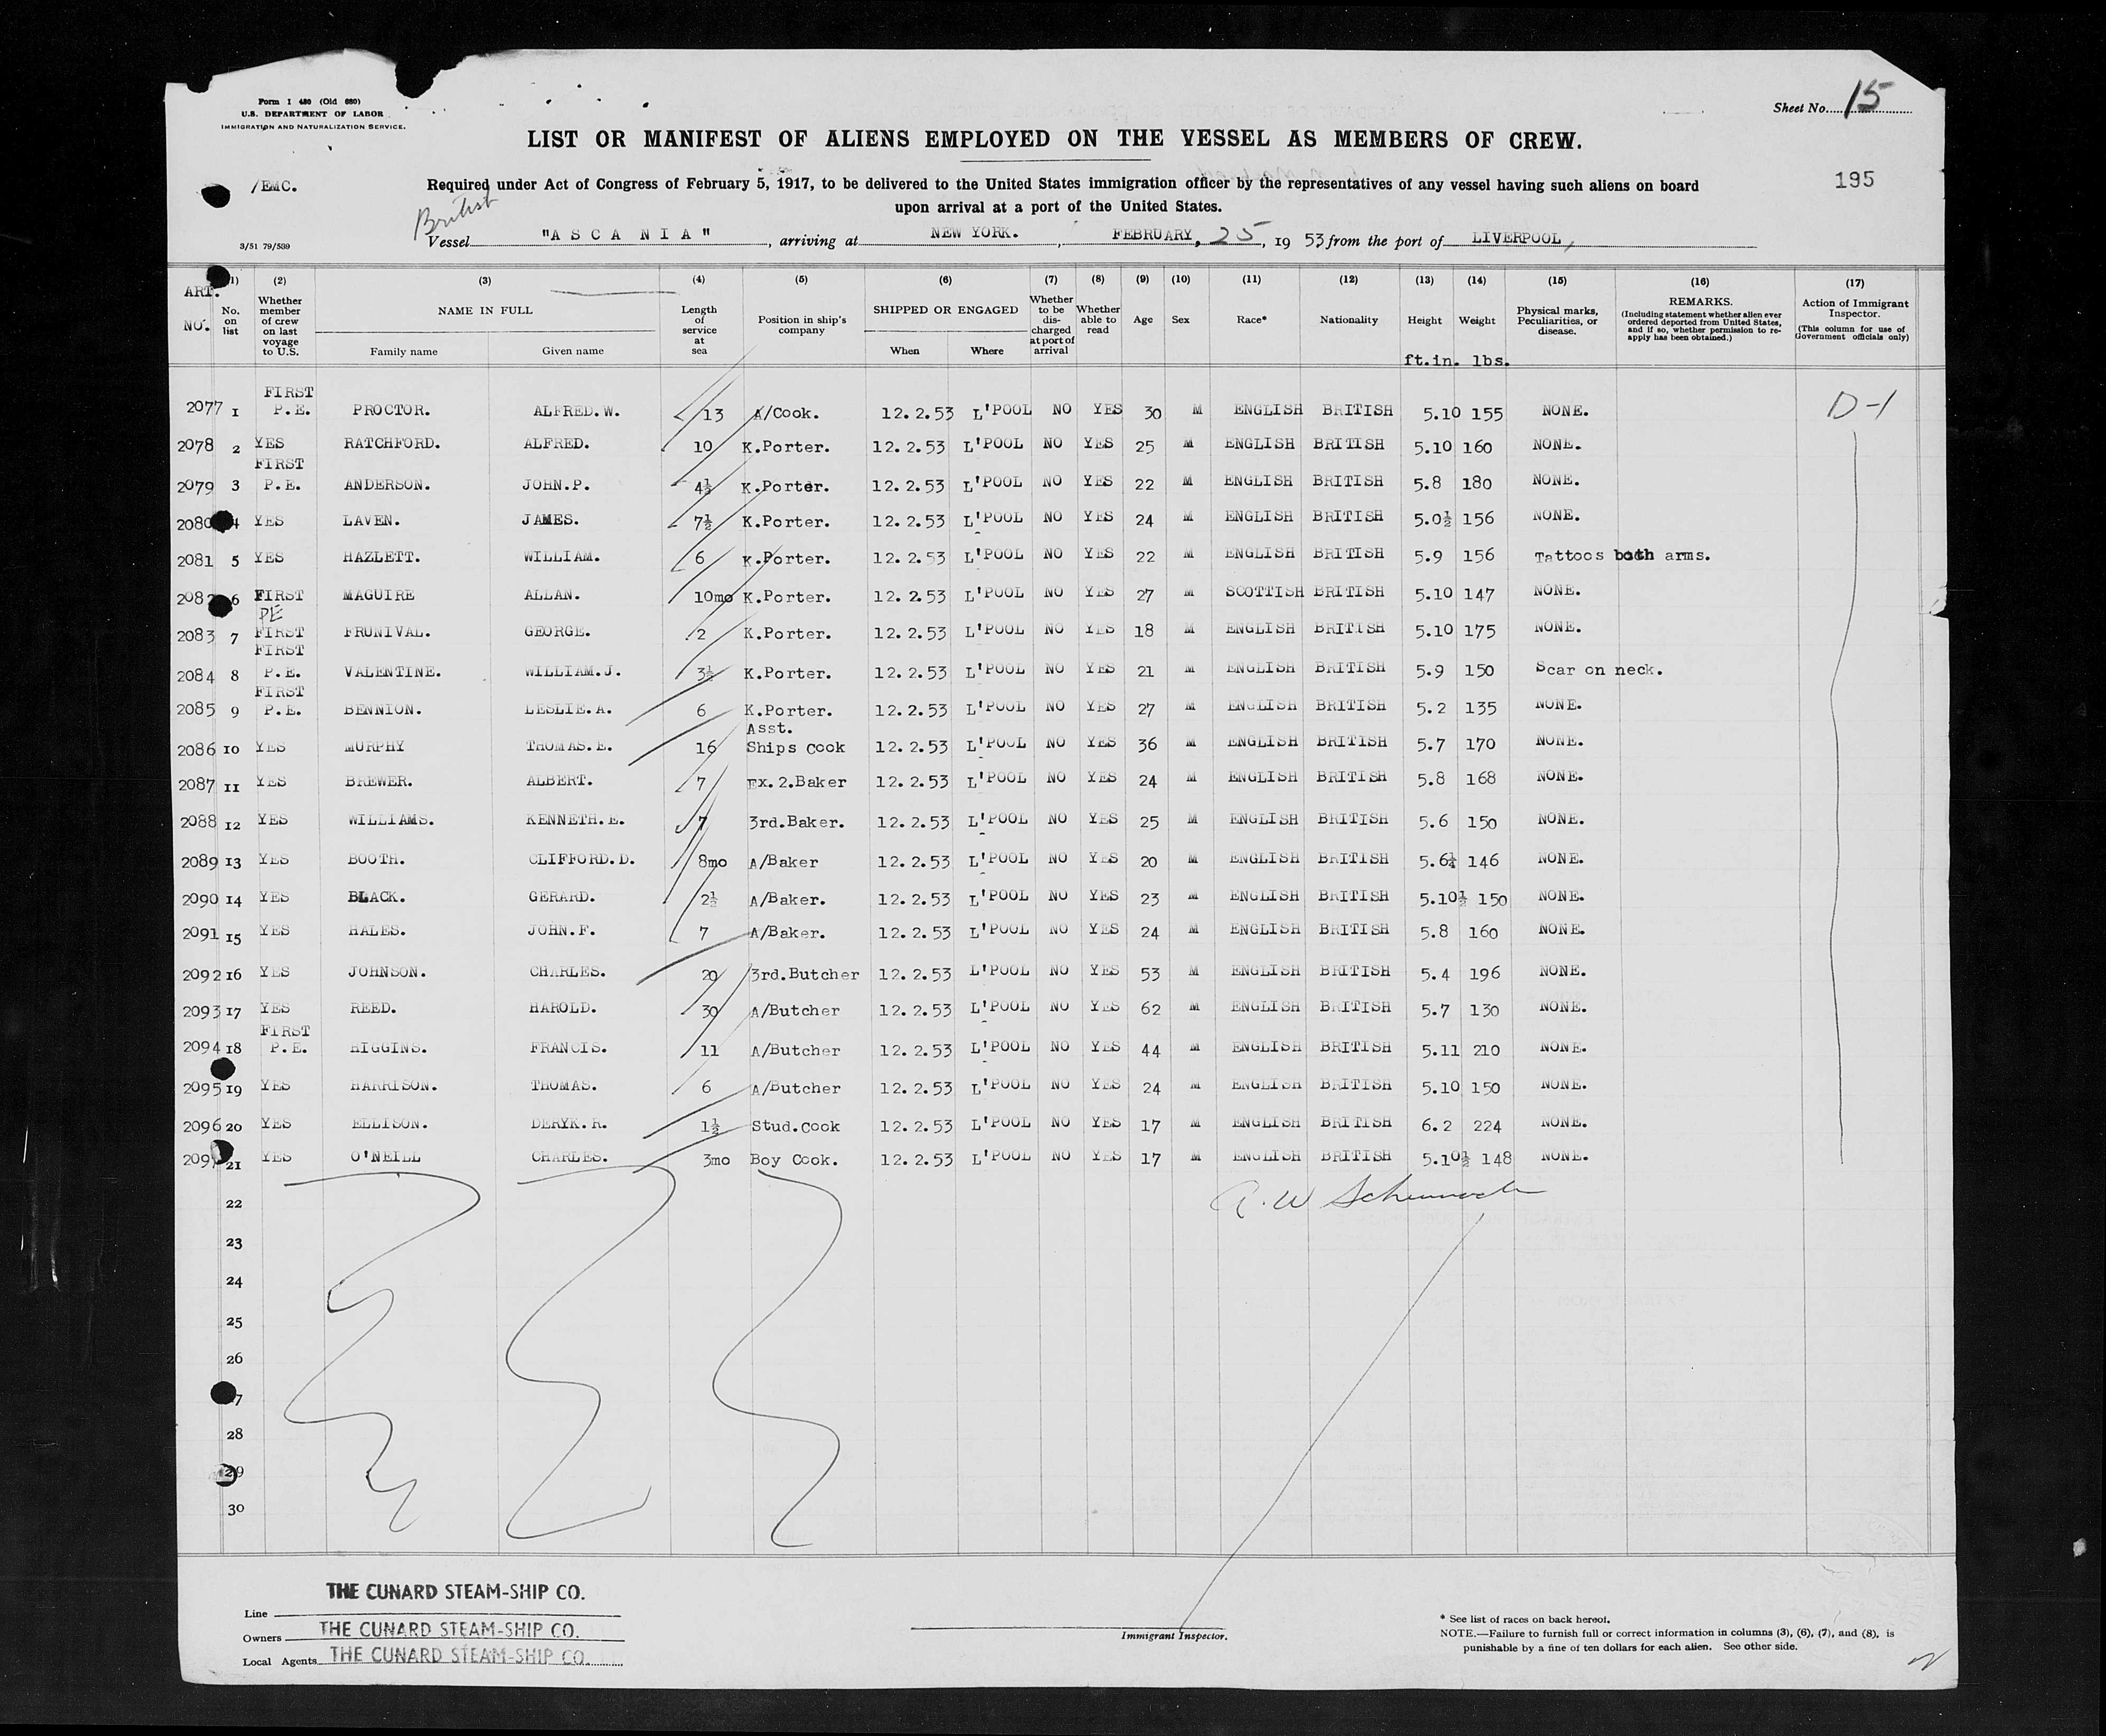 Form I 480 (Old 680)
U.S. DEPARTMENT OF LABOR
IMMIGRATION AND NATURALIZATION SERVICE.
Sheet No. 15
LIST OR MANIFEST OF ALIENS EMPLOYED ON THE VESSEL AS MEMBERS OF CREW.
/EMC.
Required under Act of Congress of February 5, 1917, to be delivered to the United States immigration officer by the representatives of any vessel having such aliens on board
195
upon arrival at a port of the United States.
British
3/51 79/539
Vessel "A S C A N I A", arriving at NEW YORK., FEBRUARY, 25, 19 53 from the port of LIVERPOOL,
ART. NO.
(1) No. on list
(2) Whether member of crew on last voyage to U.S.
(3) NAME IN FULL Family name Given name
(4) Length of service at sea
(5) Position in ship's company
(6) SHIPPED OR ENGAGED When Where
(7) Whether to be discharged at port of arrival
(8) Whether able to read
(9) Age
(10) Sex
(11) Race*
(12) Nationality
(13) Height ft.in.
(14) Weight lbs.
(15) Physical marks, Peculiarities, or disease.
(16) REMARKS. (Including statement whether alien ever ordered deported from United States, and if so, whether permission to re-apply has been obtained.)
(17) Action of Immigrant Inspector. (This column for use of Government officials only)
2077 1 FIRST P.E. PROCTOR. ALFRED.W. 13 A/Cook. 12.2.53 L'POOL NO YES 30 M ENGLISH BRITISH 5.10 155 NONE. D-1
2078 2 YES RATCHFORD. ALFRED. 10 K.Porter. 12.2.53 L'POOL NO YES 25 M ENGLISH BRITISH 5.10 160 NONE.
2079 3 FIRST P.E. ANDERSON. JOHN.P. 4½ K.Porter. 12.2.53 L'POOL NO YES 22 M ENGLISH BRITISH 5.8 180 NONE.
2080 4 YES LAVEN. JAMES. 7½ K.Porter. 12.2.53 L'POOL NO YES 24 M ENGLISH BRITISH 5.0½ 156 NONE.
2081 5 YES HAZLETT. WILLIAM. 6 K.Porter. 12.2.53 L'POOL NO YES 22 M ENGLISH BRITISH 5.9 156 Tattoos both arms.
2082 6 FIRST PE MAGUIRE ALLAN. 10mo K.Porter. 12.2.53 L'POOL NO YES 27 M SCOTTISH BRITISH 5.10 147 NONE.
2083 7 FIRST FRUNIVAL. GEORGE. 2 K.Porter. 12.2.53 L'POOL NO YES 18 M ENGLISH BRITISH 5.10 175 NONE.
2084 8 FIRST P.E. VALENTINE. WILLIAM.J. 3½ K.Porter. 12.2.53 L'POOL NO YES 21 M ENGLISH BRITISH 5.9 150 Scar on neck.
2085 9 FIRST P.E. BENNION. LESLIE.A. 6 K.Porter. 12.2.53 L'POOL NO YES 27 M ENGLISH BRITISH 5.2 135 NONE.
2086 10 YES MURPHY THOMAS.E. 16 Asst. Ships Cook 12.2.53 L'POOL NO YES 36 M ENGLISH BRITISH 5.7 170 NONE.
2087 11 YES BREWER. ALBERT. 7 Ex.2.Baker 12.2.53 L'POOL NO YES 24 M ENGLISH BRITISH 5.8 168 NONE.
2088 12 YES WILLIAMS. KENNETH.E. 7 3rd.Baker. 12.2.53 L'POOL NO YES 25 M ENGLISH BRITISH 5.6 150 NONE.
2089 13 YES BOOTH. CLIFFORD.D. 8mo A/Baker 12.2.53 L'POOL NO YES 20 M ENGLISH BRITISH 5.6¼ 146 NONE.
2090 14 YES BLACK. GERARD. 2½ A/Baker. 12.2.53 L'POOL NO YES 23 M ENGLISH BRITISH 5.10½ 150 NONE.
2091 15 YES HALES. JOHN.F. 7 A/Baker. 12.2.53 L'POOL NO YES 24 M ENGLISH BRITISH 5.8 160 NONE.
2092 16 YES JOHNSON. CHARLES. 20 3rd.Butcher 12.2.53 L'POOL NO YES 53 M ENGLISH BRITISH 5.4 196 NONE.
2093 17 YES REED. HAROLD. 30 A/Butcher 12.2.53 L'POOL NO YES 62 M ENGLISH BRITISH 5.7 130 NONE.
2094 18 FIRST P.E. HIGGINS. FRANCIS. 11 A/Butcher 12.2.53 L'POOL NO YES 44 M ENGLISH BRITISH 5.11 210 NONE.
2095 19 YES HARRISON. THOMAS. 6 A/Butcher 12.2.53 L'POOL NO YES 24 M ENGLISH BRITISH 5.10 150 NONE.
2096 20 YES ELLISON. DERYK.R. 1½ Stud.Cook 12.2.53 L'POOL NO YES 17 M ENGLISH BRITISH 6.2 224 NONE.
209 21 YES O'NEILL CHARLES. 3mo Boy Cook. 12.2.53 L'POOL NO YES 17 M ENGLISH BRITISH 5.10½ 148 NONE.
22
23
24
25
26
7
28
29
30
THE CUNARD STEAM-SHIP CO.
Line
Owners THE CUNARD STEAM-SHIP CO.
Local Agents THE CUNARD STEAM-SHIP CO.
Immigrant Inspector.
* See list of races on back hereof.
NOTE.—Failure to furnish full or correct information in columns (3), (6), (7), and (8), is
punishable by a fine of ten dollars for each alien. See other side.